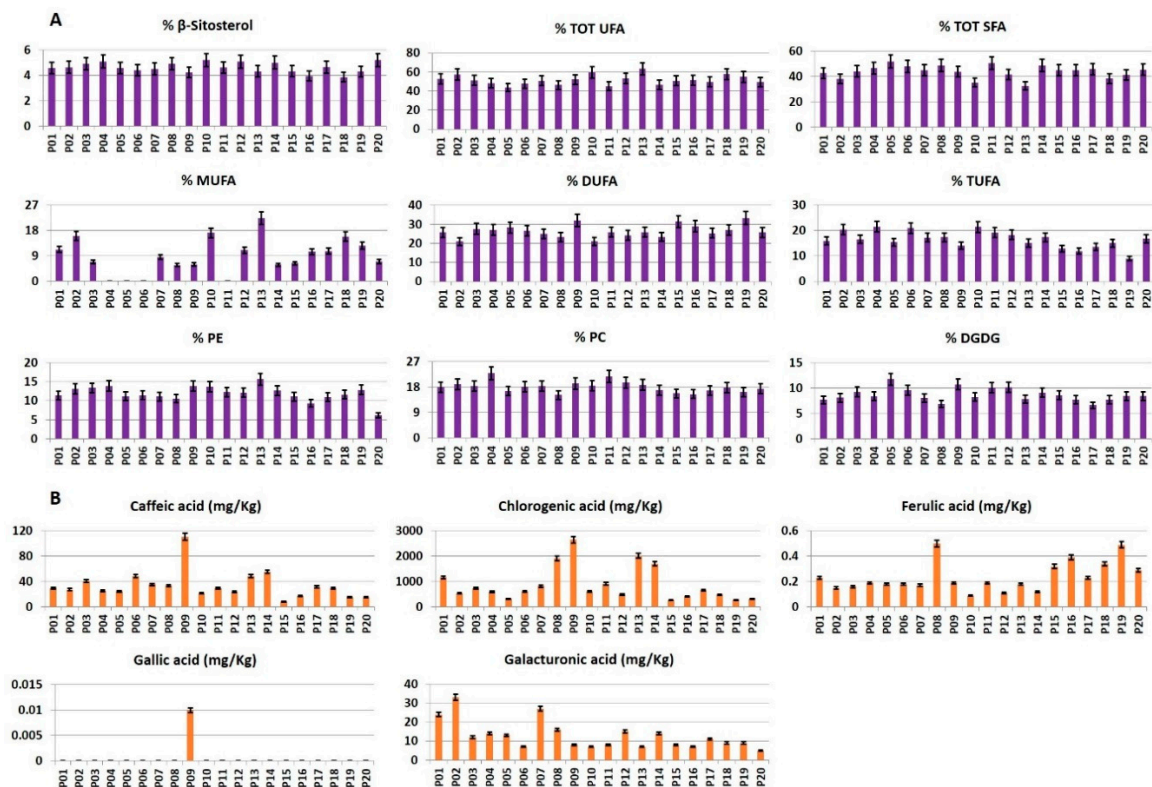 A
% β-Sitosterol
6
5
4
3
2
1
0
P01 P02 P03 P04 P05 P06 P07 P08 P09 P10 P11 P12 P13 P14 P15 P16 P17 P18 P19 P20
% TOT UFA
80
60
40
20
0
P01 P02 P03 P04 P05 P06 P07 P08 P09 P10 P11 P12 P13 P14 P15 P16 P17 P18 P19 P20
% TOT SFA
60
40
20
0
P01 P02 P03 P04 P05 P06 P07 P08 P09 P10 P11 P12 P13 P14 P15 P16 P17 P18 P19 P20
% MUFA
27
18
9
0
P01 P02 P03 P04 P05 P06 P07 P08 P09 P10 P11 P12 P13 P14 P15 P16 P17 P18 P19 P20
% DUFA
40
30
20
10
0
P01 P02 P03 P04 P05 P06 P07 P08 P09 P10 P11 P12 P13 P14 P15 P16 P17 P18 P19 P20
% TUFA
30
20
10
0
P01 P02 P03 P04 P05 P06 P07 P08 P09 P10 P11 P12 P13 P14 P15 P16 P17 P18 P19 P20
% PE
20
15
10
5
0
P01 P02 P03 P04 P05 P06 P07 P08 P09 P10 P11 P12 P13 P14 P15 P16 P17 P18 P19 P20
% PC
27
18
9
0
P01 P02 P03 P04 P05 P06 P07 P08 P09 P10 P11 P12 P13 P14 P15 P16 P17 P18 P19 P20
% DGDG
15
10
5
0
P01 P02 P03 P04 P05 P06 P07 P08 P09 P10 P11 P12 P13 P14 P15 P16 P17 P18 P19 P20
B
Caffeic acid (mg/Kg)
120
80
40
0
P01 P02 P03 P04 P05 P06 P07 P08 P09 P10 P11 P12 P13 P14 P15 P16 P17 P18 P19 P20
Chlorogenic acid (mg/Kg)
3000
2000
1000
0
P01 P02 P03 P04 P05 P06 P07 P08 P09 P10 P11 P12 P13 P14 P15 P16 P17 P18 P19 P20
Ferulic acid (mg/Kg)
0.6
0.4
0.2
0
P01 P02 P03 P04 P05 P06 P07 P08 P09 P10 P11 P12 P13 P14 P15 P16 P17 P18 P19 P20
Gallic acid (mg/Kg)
0.015
0.01
0.005
0
P01 P02 P03 P04 P05 P06 P07 P08 P09 P10 P11 P12 P13 P14 P15 P16 P17 P18 P19 P20
Galacturonic acid (mg/Kg)
40
30
20
10
0
P01 P02 P03 P04 P05 P06 P07 P08 P09 P10 P11 P12 P13 P14 P15 P16 P17 P18 P19 P20